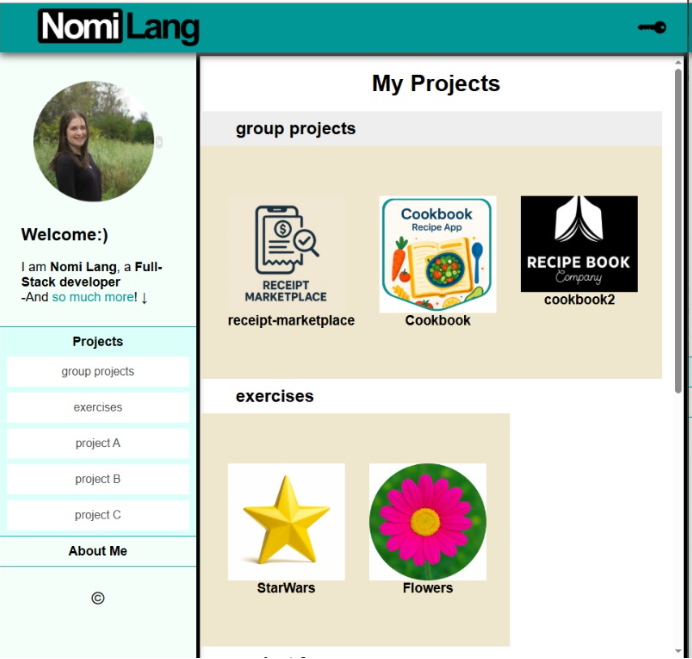 Nomi Lang
Welcome:)
I am Nomi Lang, a Full-
Stack developer
-And so much more! ↓
Projects
group projects
exercises
project A
project B
project C
About Me
©
My Projects
group projects
RECEIPT
MARKETPLACE
receipt-marketplace
Cookbook
Recipe App
Cookbook
RECIPE BOOK
Company
cookbook2
exercises
StarWars
Flowers